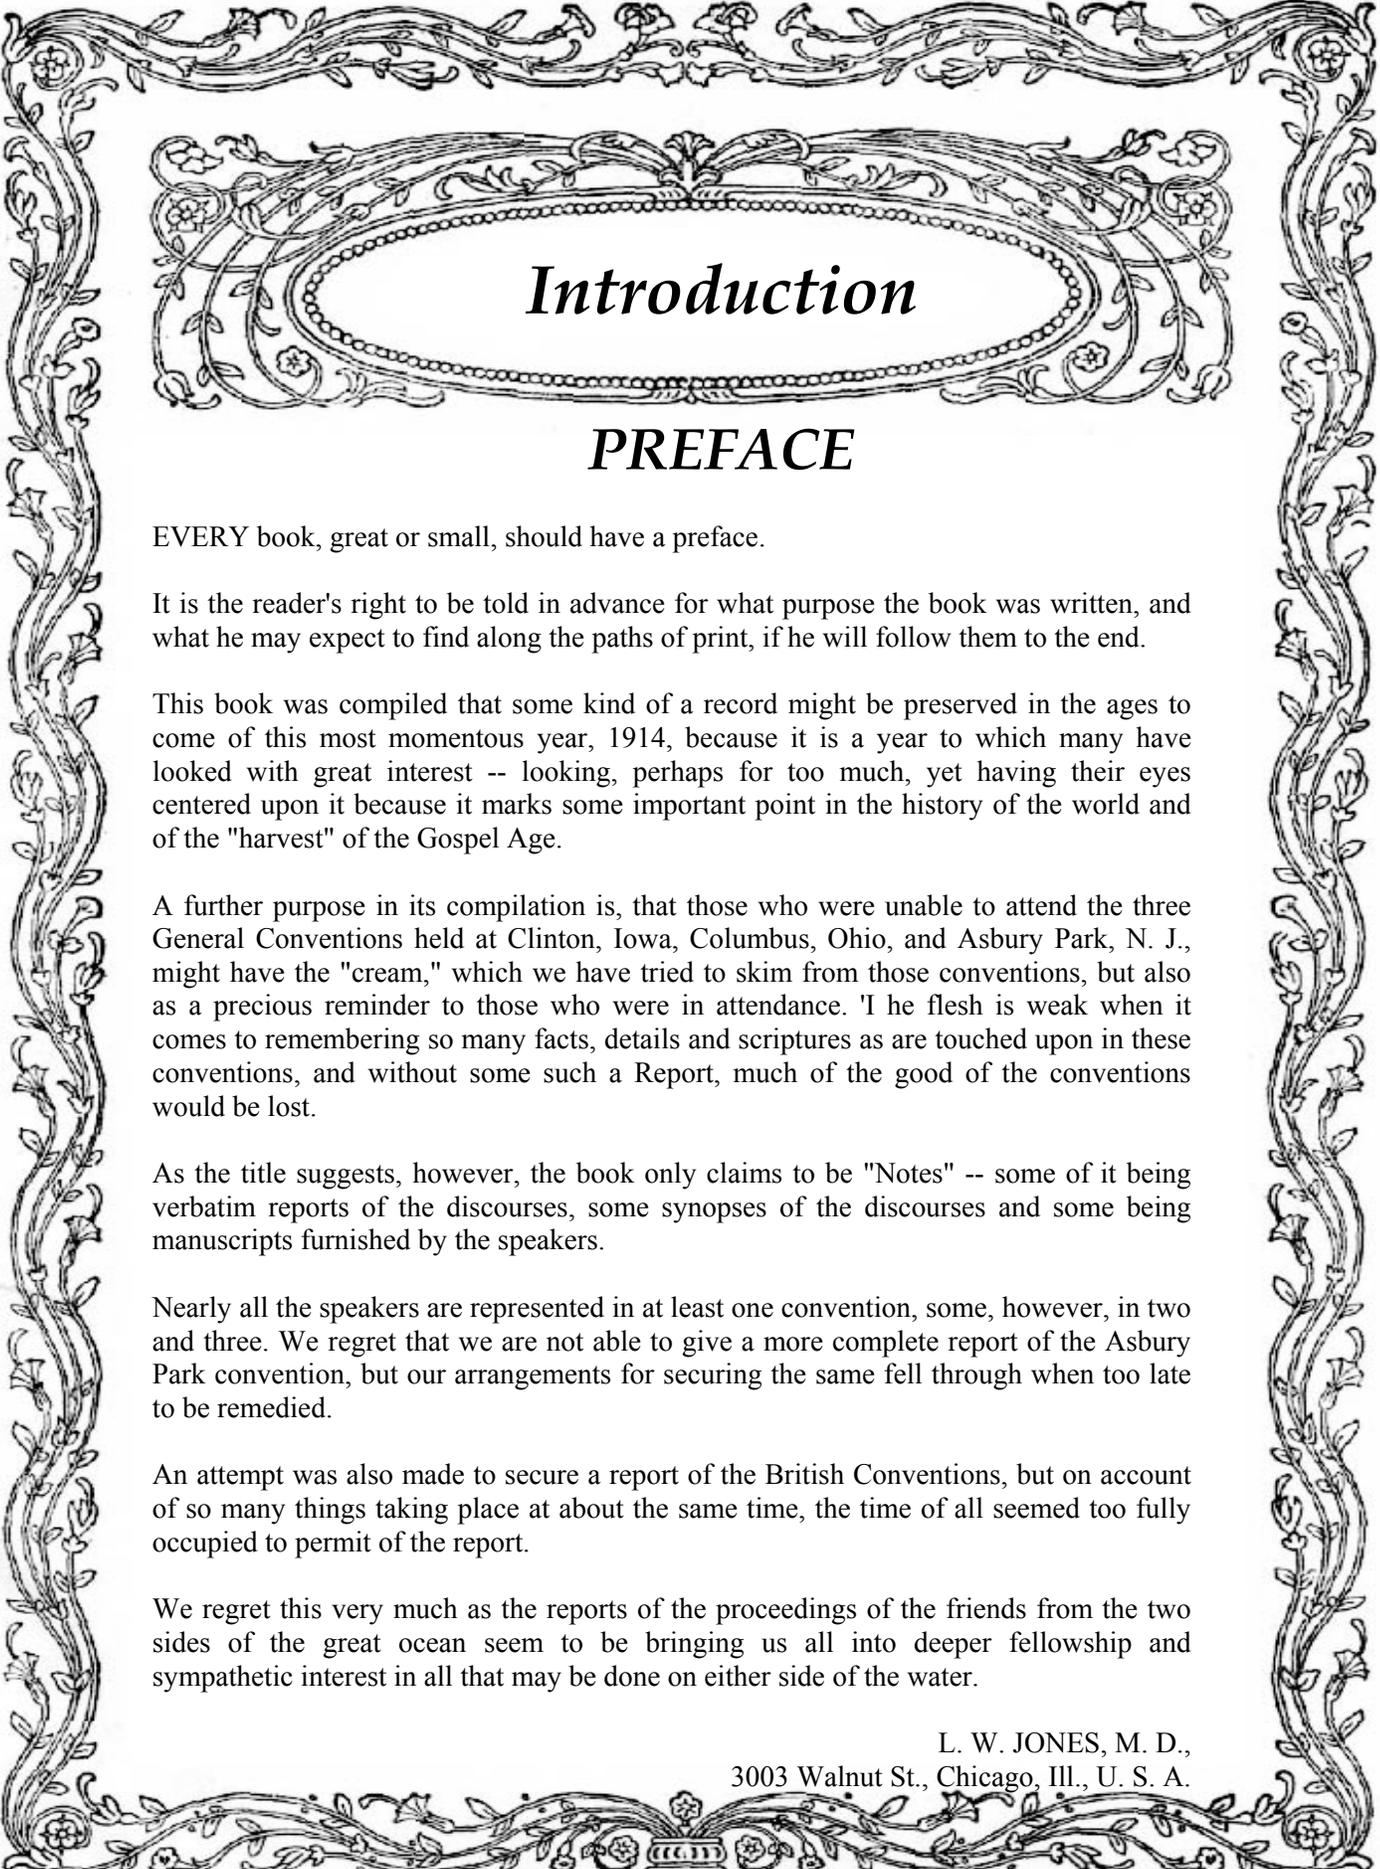 Introduction
PREFACE
EVERY book, great or small, should have a preface.
It is the reader's right to be told in advance for what purpose the book was written, and
what he may expect to find along the paths of print, if he will follow them to the end.
This book was compiled that some kind of a record might be preserved in the ages to
come of this most momentous year, 1914, because it is a year to which many have
looked with great interest -- looking, perhaps for too much, yet having their eyes
centered upon it because it marks some important point in the history of the world and
of the "harvest" of the Gospel Age.
A further purpose in its compilation is, that those who were unable to attend the three
General Conventions held at Clinton, Iowa, Columbus, Ohio, and Asbury Park, N. J.,
might have the "cream," which we have tried to skim from those conventions, but also
as a precious reminder to those who were in attendance. 'I he flesh is weak when it
comes to remembering so many facts, details and scriptures as are touched upon in these
conventions, and without some such a Report, much of the good of the conventions
would be lost.
As the title suggests, however, the book only claims to be "Notes" -- some of it being
verbatim reports of the discourses, some synopses of the discourses and some being
manuscripts furnished by the speakers.
Nearly all the speakers are represented in at least one convention, some, however, in two
and three. We regret that we are not able to give a more complete report of the Asbury
Park convention, but our arrangements for securing the same fell through when too late
to be remedied.
An attempt was also made to secure a report of the British Conventions, but on account
of so many things taking place at about the same time, the time of all seemed too fully
occupied to permit of the report.
We regret this very much as the reports of the proceedings of the friends from the two
sides of the great ocean seem to be bringing us all into deeper fellowship and
sympathetic interest in all that may be done on either side of the water.
L. W. JONES, M. D.,
3003 Walnut St., Chicago, Ill., U. S. A.